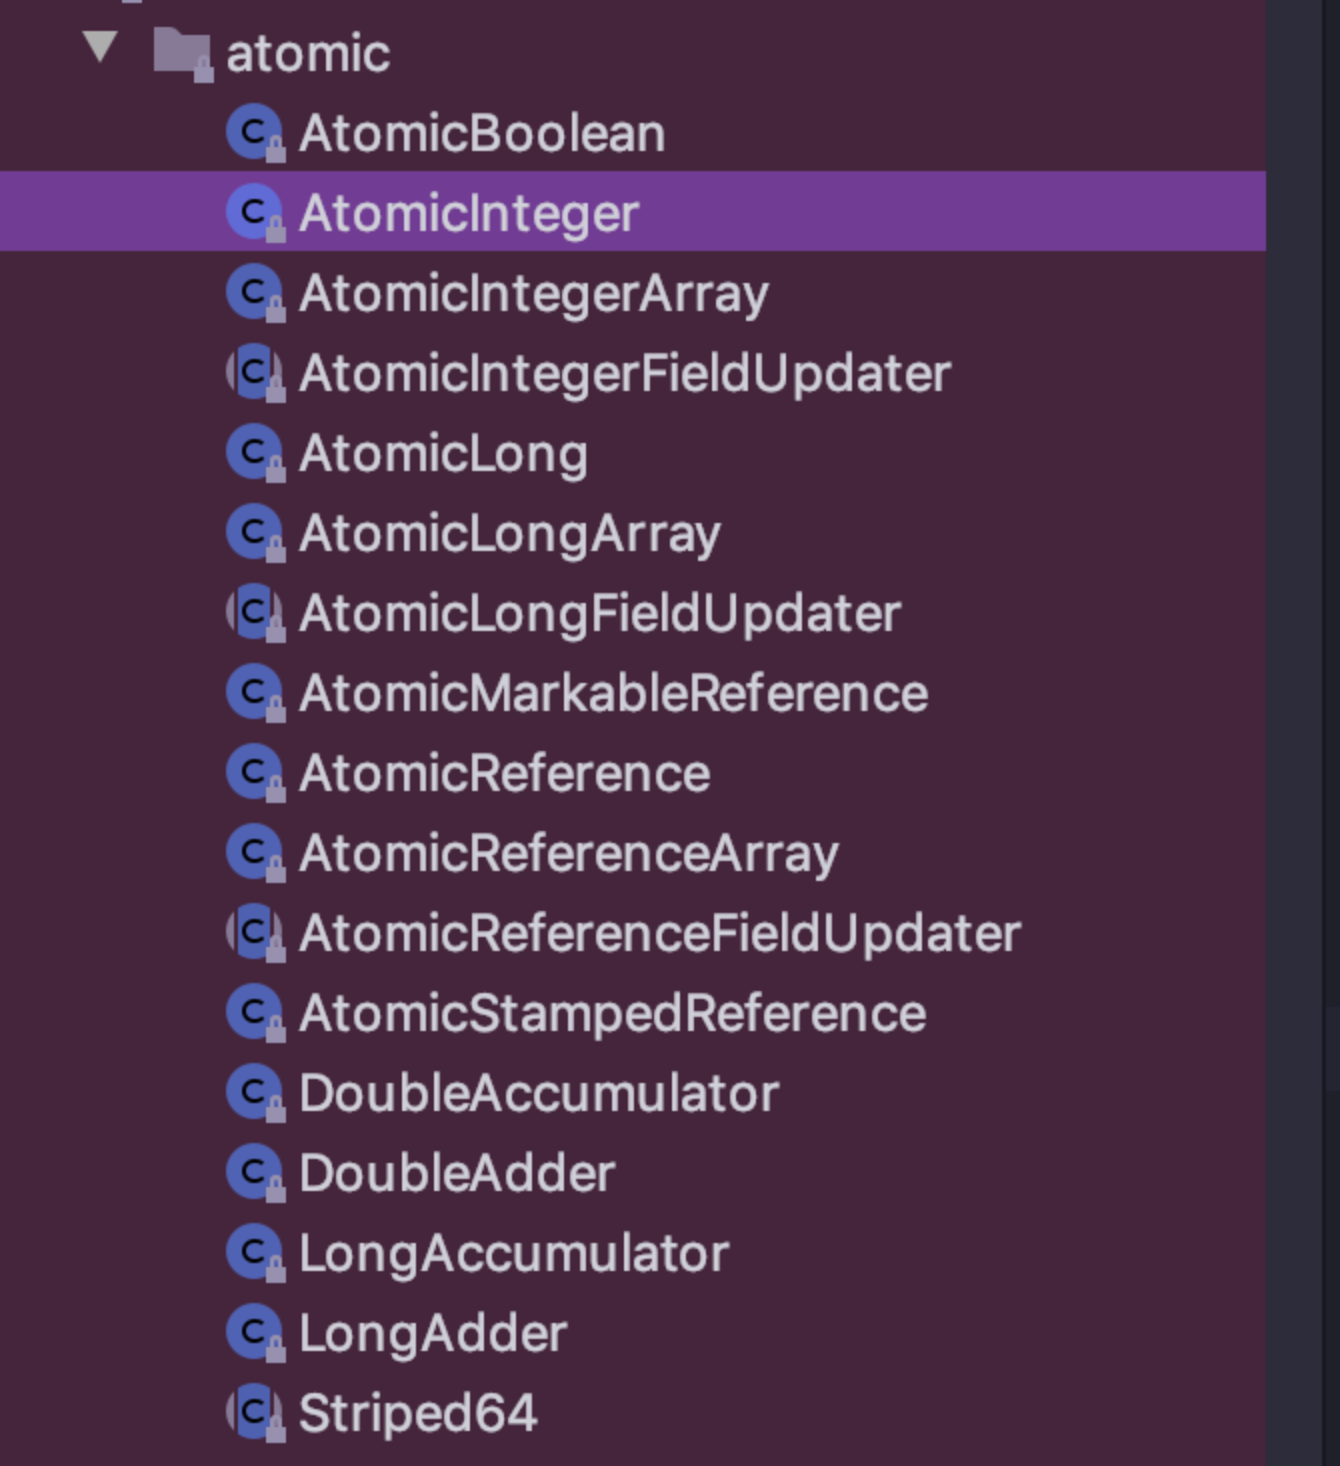 atomic
C AtomicBoolean
C AtomicInteger
C AtomicIntegerArray
C AtomicIntegerFieldUpdater
C AtomicLong
C AtomicLongArray
C AtomicLongFieldUpdater
C AtomicMarkableReference
C AtomicReference
C AtomicReferenceArray
C AtomicReferenceFieldUpdater
C AtomicStampedReference
C DoubleAccumulator
C DoubleAdder
C LongAccumulator
C LongAdder
C Striped64